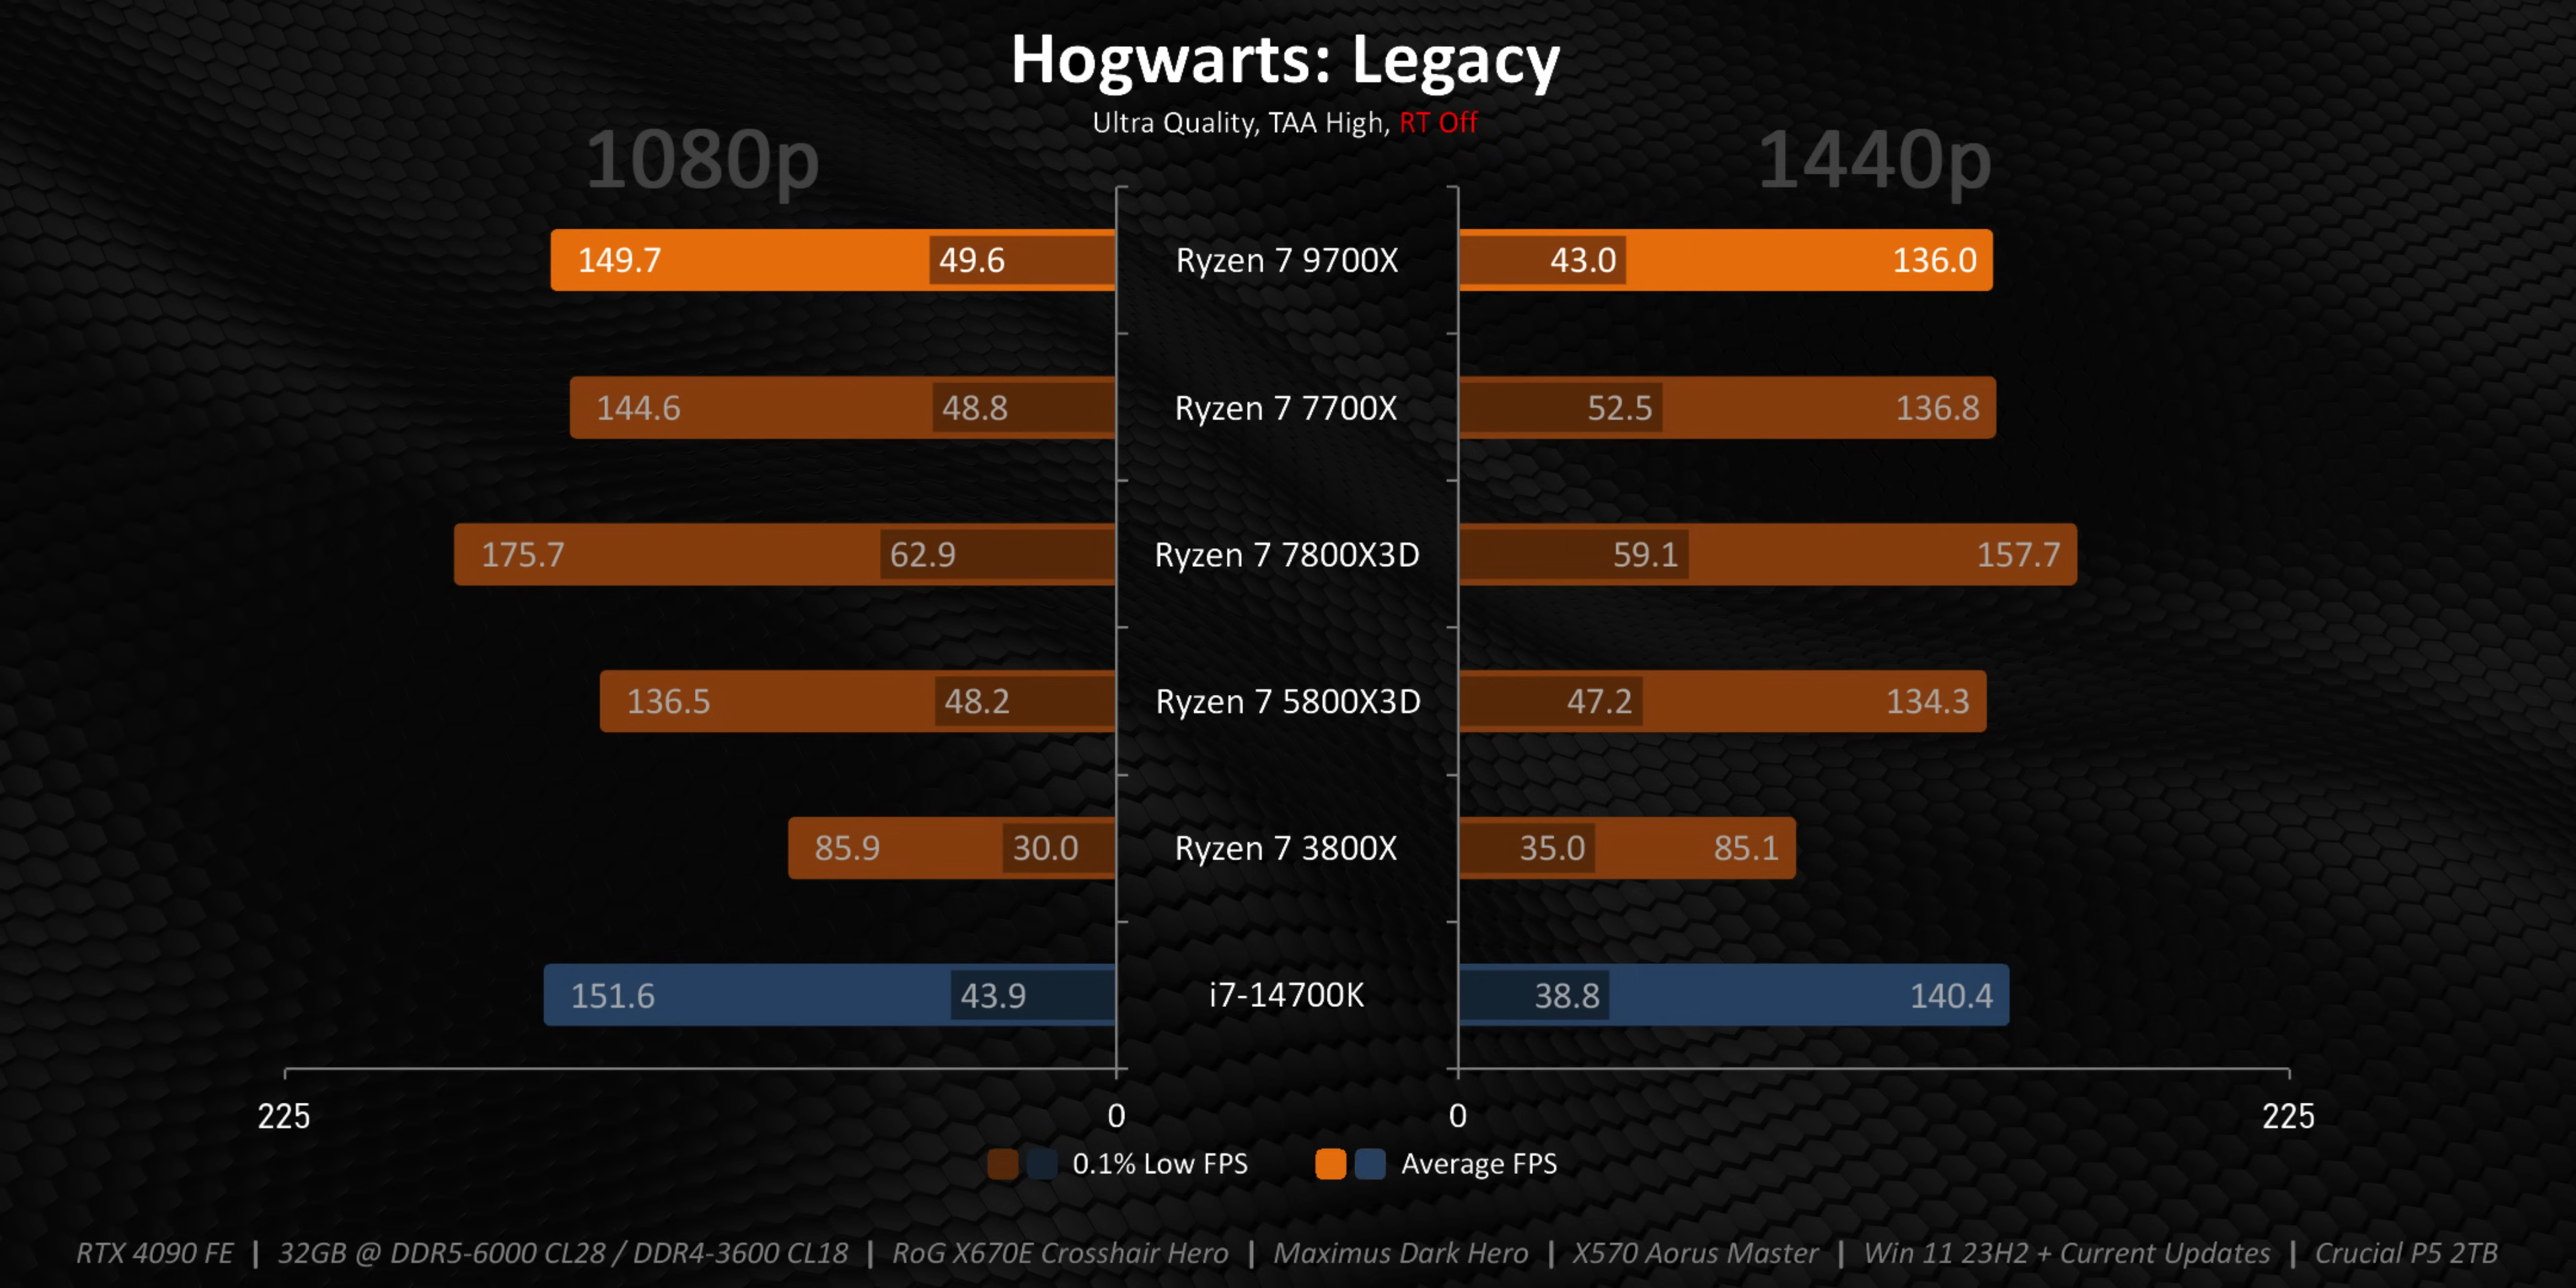 Hogwarts: Legacy
Ultra Quality, TAA High, RT Off
1080p 1440p
149.7 49.6 Ryzen 7 9700X 43.0 136.0
144.6 48.8 Ryzen 7 7700X 52.5 136.8
175.7 62.9 Ryzen 7 7800X3D 59.1 157.7
136.5 48.2 Ryzen 7 5800X3D 47.2 134.3
85.9 30.0 Ryzen 7 3800X 35.0 85.1
151.6 43.9 i7-14700K 38.8 140.4
225 0 0 225
0.1% Low FPS Average FPS
RTX 4090 FE | 32GB @ DDR5-6000 CL28 / DDR4-3600 CL18 | RoG X670E Crosshair Hero | Maximus Dark Hero | X570 Aorus Master | Win 11 23H2 + Current Updates | Crucial P5 2TB